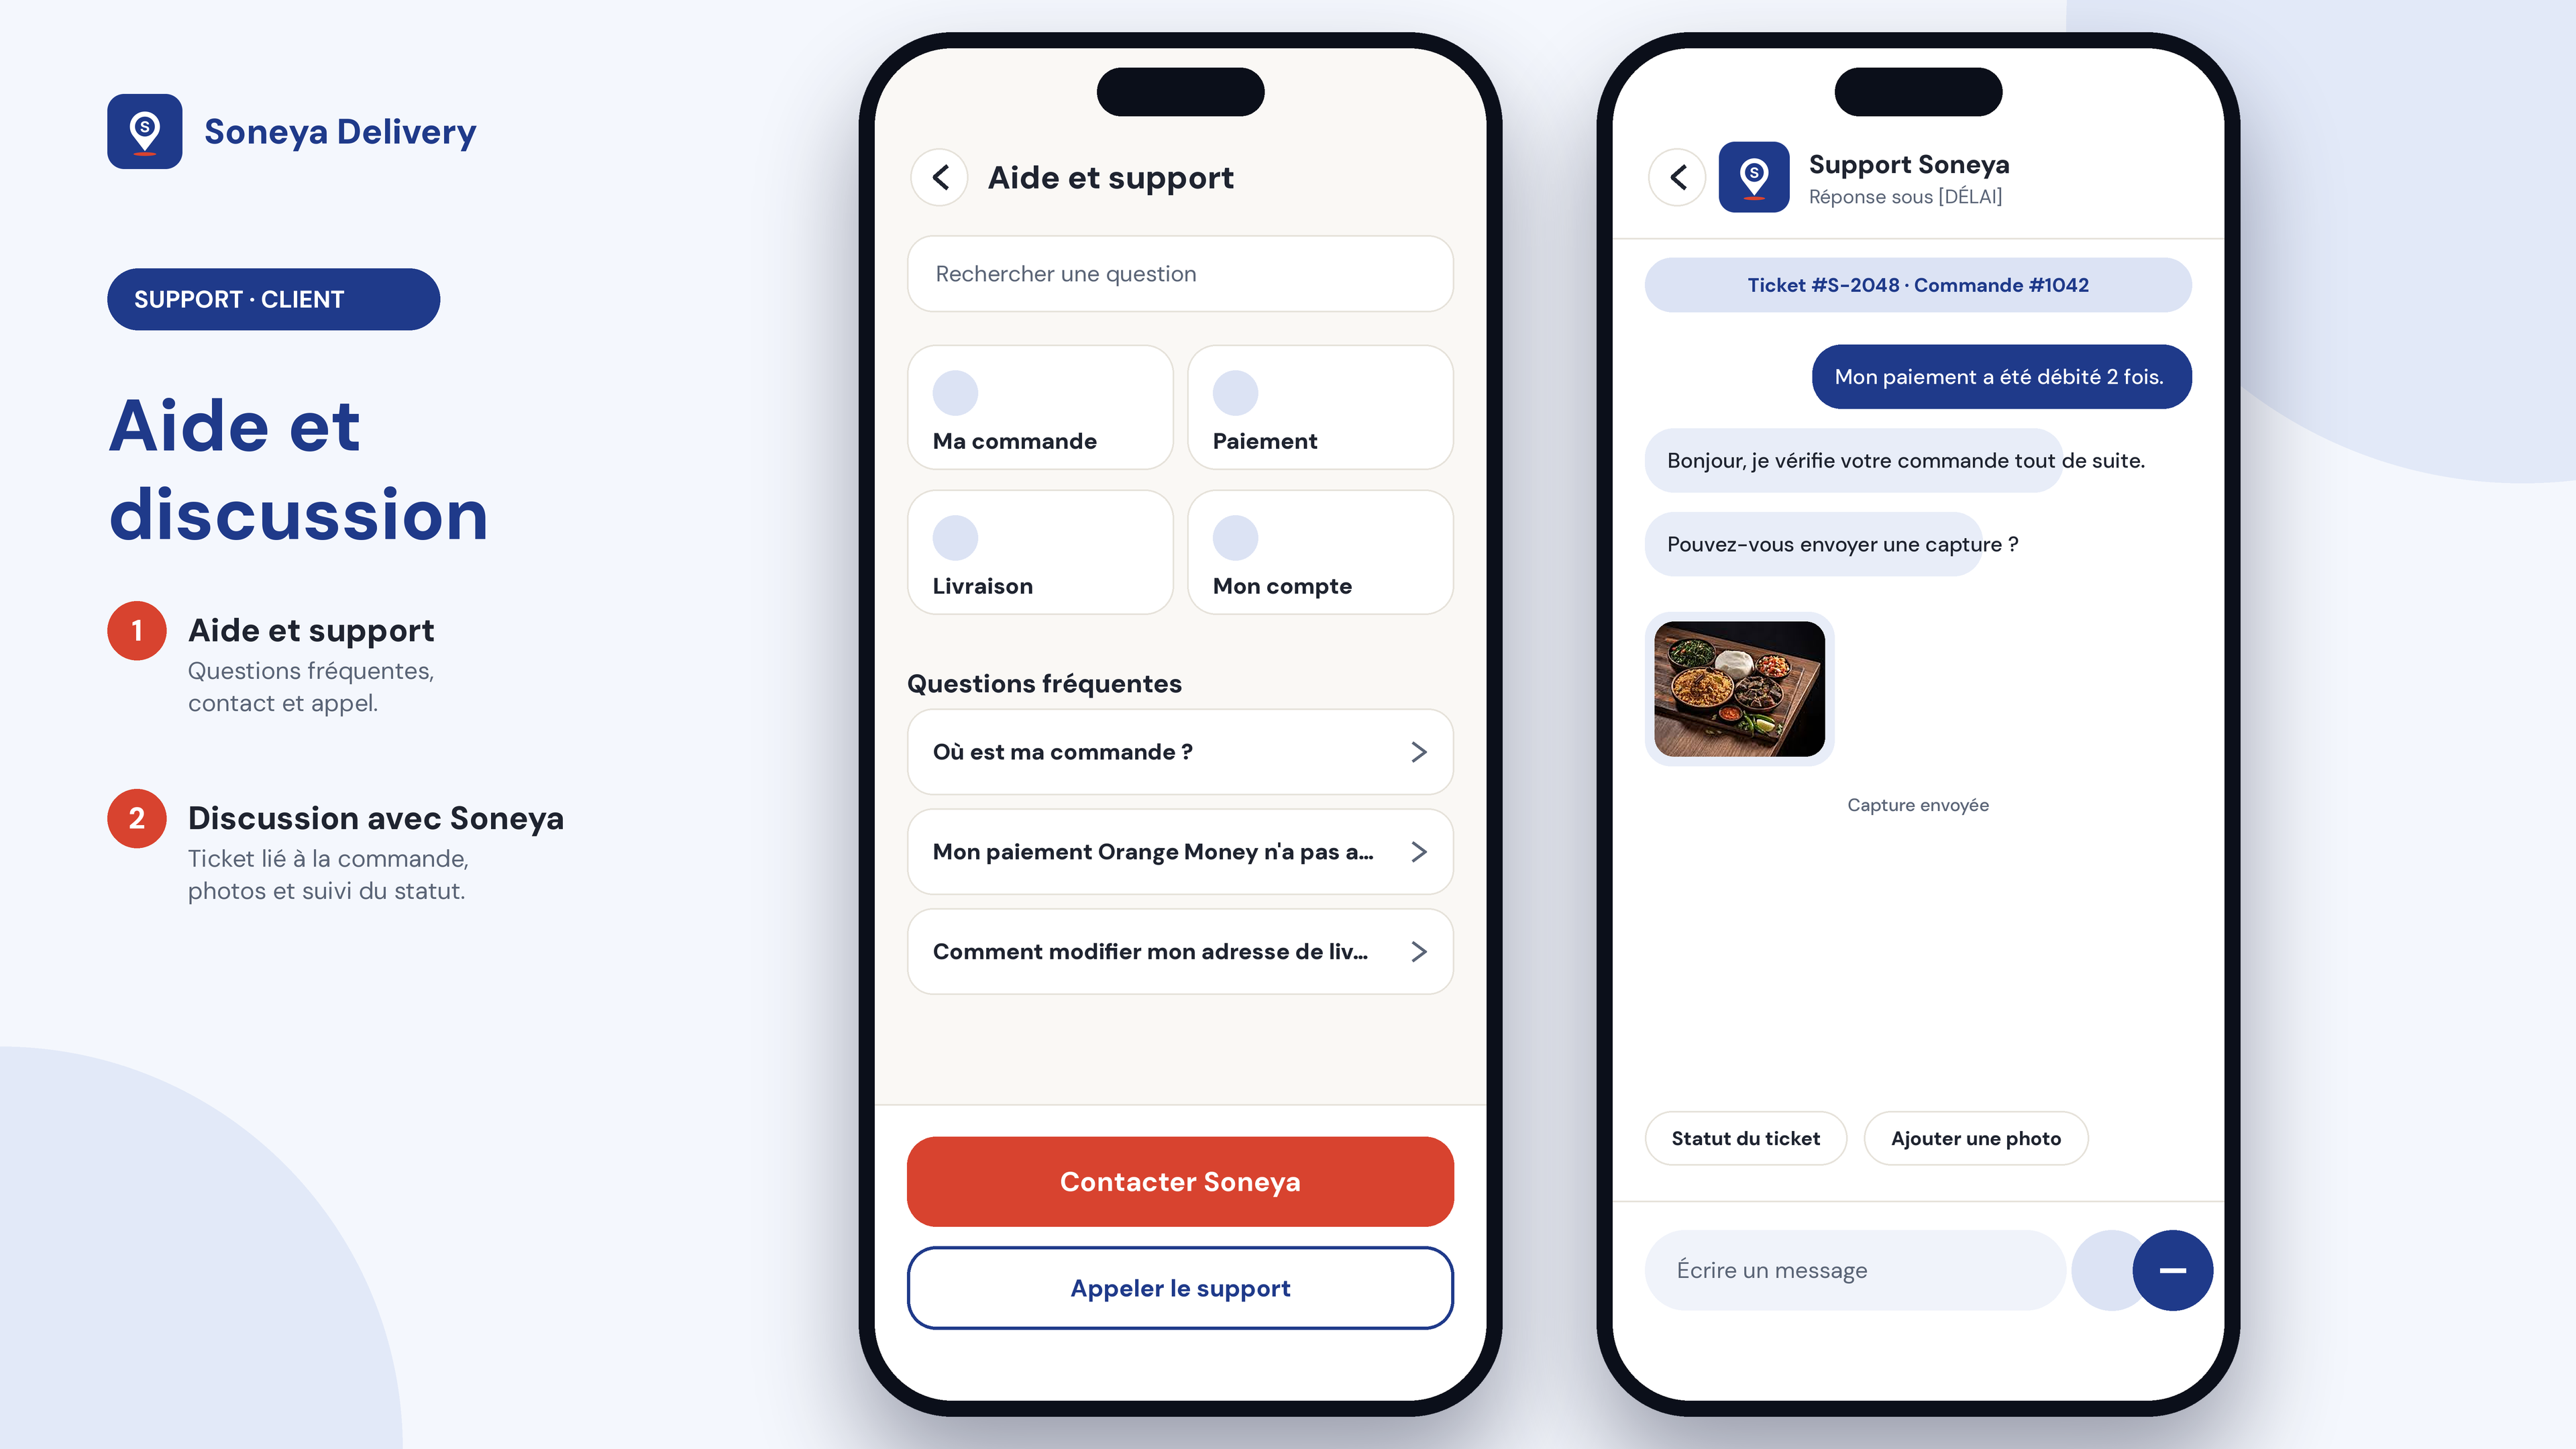 S
Soneya Delivery
SUPPORT · CLIENT
Aide et
discussion
1
Aide et support
Questions fréquentes,
contact et appel.
2
Discussion avec Soneya
Ticket lié à la commande,
photos et suivi du statut.
Aide et support
Rechercher une question
Ma commande
Paiement
Livraison
Mon compte
Questions fréquentes
Où est ma commande ?
Mon paiement Orange Money n'a pas a...
Comment modifier mon adresse de liv...
Contacter Soneya
Appeler le support
S
Support Soneya
Réponse sous [DÉLAI]
Ticket #S-2048 · Commande #1042
Mon paiement a été débité 2 fois.
Bonjour, je vérifie votre commande tout de suite.
Pouvez-vous envoyer une capture ?
Capture envoyée
Statut du ticket
Ajouter une photo
Écrire un message